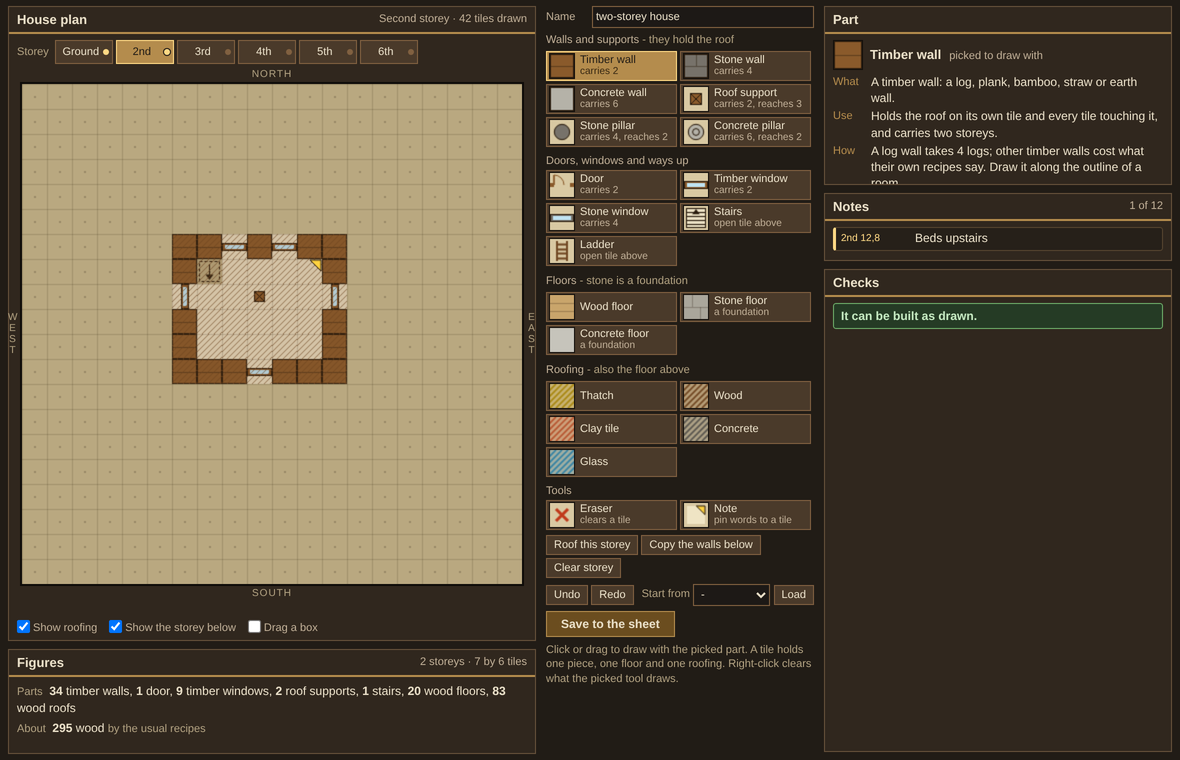 House plan
Second storey · 42 tiles drawn
Storey
Ground
2nd
3rd
4th
5th
6th
NORTH
WEST
EAST
SOUTH
Show roofing
Show the storey below
Drag a box
Figures
2 storeys · 7 by 6 tiles
Parts 34 timber walls, 1 door, 9 timber windows, 2 roof supports, 1 stairs, 20 wood floors, 83
wood roofs
About 295 wood by the usual recipes
Name two-storey house
Walls and supports - they hold the roof
Timber wall
carries 2
Stone wall
carries 4
Concrete wall
carries 6
Roof support
carries 2, reaches 3
Stone pillar
carries 4, reaches 2
Concrete pillar
carries 6, reaches 2
Doors, windows and ways up
Door
carries 2
Timber window
carries 2
Stone window
carries 4
Stairs
open tile above
Ladder
open tile above
Floors - stone is a foundation
Wood floor
Stone floor
a foundation
Concrete floor
a foundation
Roofing - also the floor above
Thatch
Wood
Clay tile
Concrete
Glass
Tools
Eraser
clears a tile
Note
pin words to a tile
Roof this storey
Copy the walls below
Clear storey
Undo
Redo
Start from
-
Load
Save to the sheet
Click or drag to draw with the picked part. A tile holds
one piece, one floor and one roofing. Right-click clears
what the picked tool draws.
Part
Timber wall picked to draw with
What A timber wall: a log, plank, bamboo, straw or earth
wall.
Use Holds the roof on its own tile and every tile touching it,
and carries two storeys.
How A log wall takes 4 logs; other timber walls cost what
their own recipes say. Draw it along the outline of a
room.
Notes
1 of 12
2nd 12,8 Beds upstairs
Checks
It can be built as drawn.